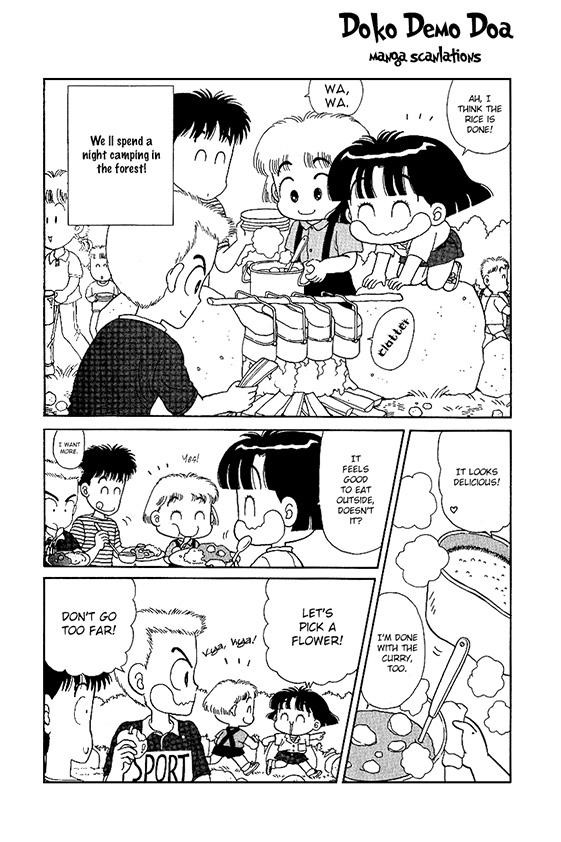 Doko Demo Doa
manga scanlations
We ll spend a
night camping in
the forest!
AH, I
THINK THE
RICE IS
DONE!
WA,
WA.
clatter
IT LOOKS
DELICIOUS!
♡
I'M DONE
WITH THE
CURRY,
TOO.
IT
FEELS
GOOD
TO EAT
OUTSIDE,
DOESN'T
IT?
Yes!
I WANT
MORE.
LET'S
PICK A
FLOWER!
Kya, kya!
DON'T GO
TOO FAR!
SPORT